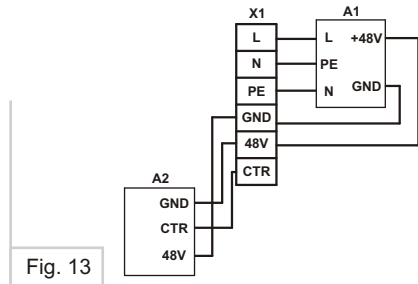 X1
L
N
PE
GND
48V
CTR
A1
L +48V
PE
N GND
A2
GND
CTR
48V
Fig. 13